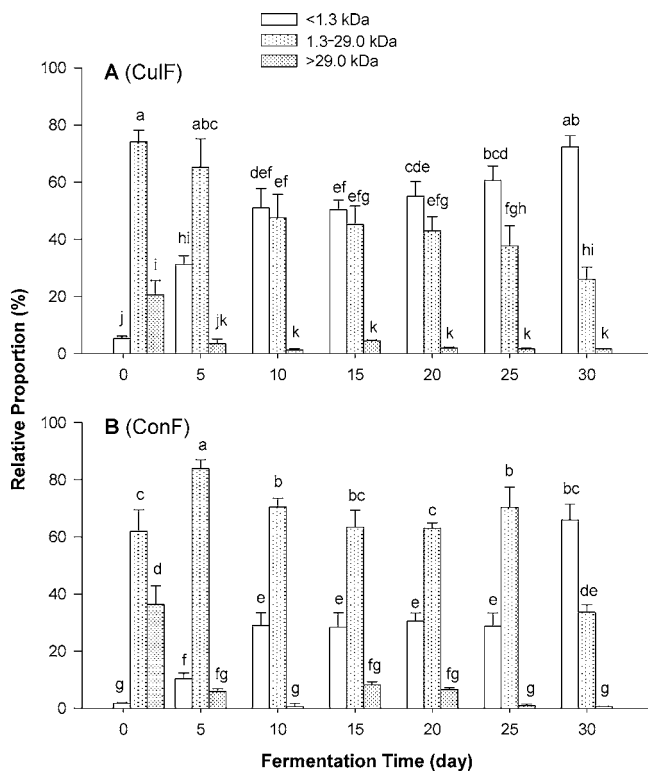 <1.3 kDa
1.3–29.0 kDa
>29.0 kDa
A (CulF)
100
80
60
40
20
0
j a i
hi abc jk
def ef k
ef efg k
cde efg k
bcd fgh k
ab hi k
0 5 10 15 20 25 30
Relative Proportion (%)
B (ConF)
100
80
60
40
20
0
g c d
f a fg
e b g
e bc fg
e c fg
e b g
bc de g
0 5 10 15 20 25 30
Fermentation Time (day)